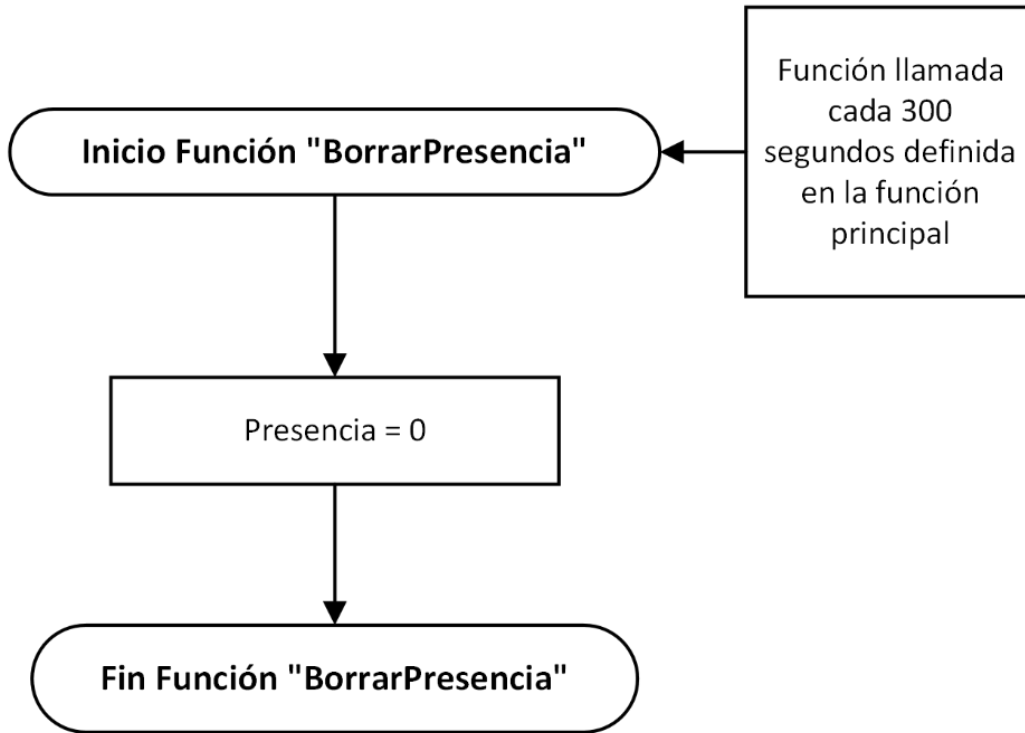 Función llamada
cada 300
segundos definida
en la función
principal
Inicio Función "BorrarPresencia"
Presencia = 0
Fin Función "BorrarPresencia"